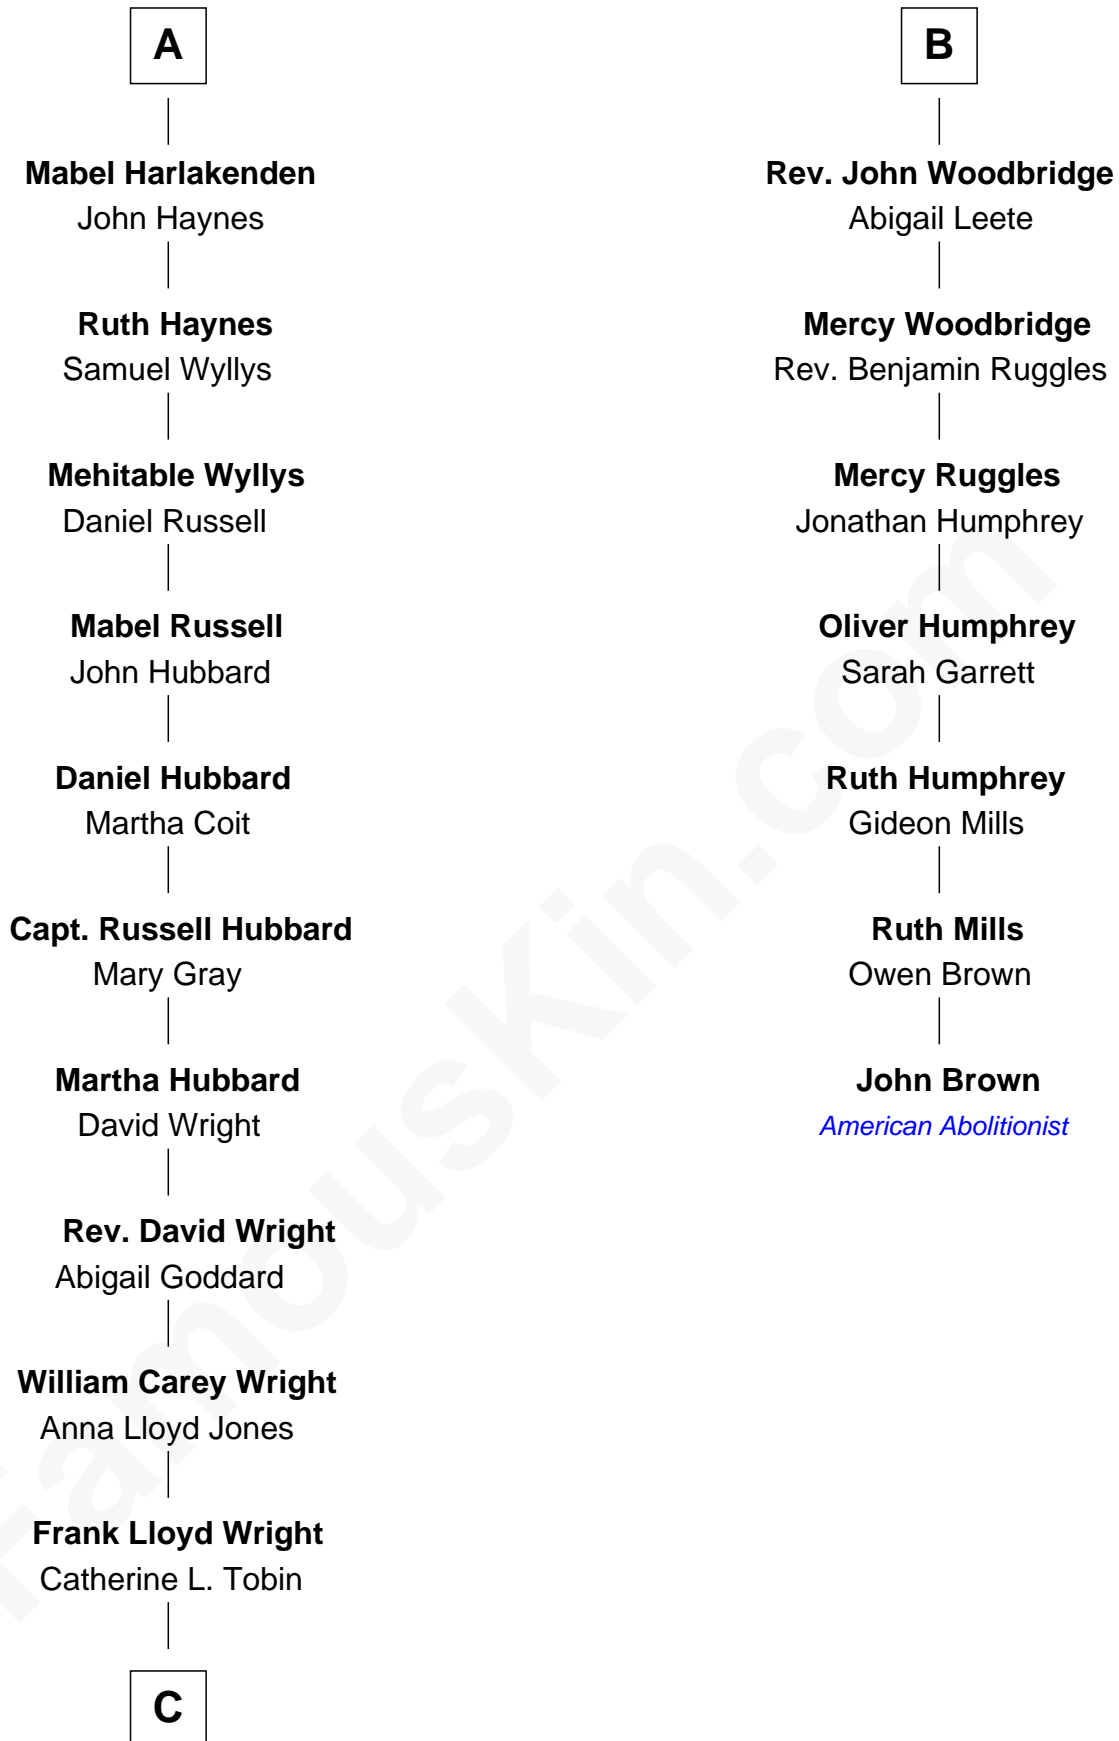 A
Mabel Harlakenden
John Haynes
Ruth Haynes
Samuel Wyllys
Mehitable Wyllys
Daniel Russell
Mabel Russell
John Hubbard
Daniel Hubbard
Martha Coit
Capt. Russell Hubbard
Mary Gray
Martha Hubbard
David Wright
Rev. David Wright
Abigail Goddard
William Carey Wright
Anna Lloyd Jones
Frank Lloyd Wright
Catherine L. Tobin
C
B
Rev. John Woodbridge
Abigail Leete
Mercy Woodbridge
Rev. Benjamin Ruggles
Mercy Ruggles
Jonathan Humphrey
Oliver Humphrey
Sarah Garrett
Ruth Humphrey
Gideon Mills
Ruth Mills
Owen Brown
John Brown
American Abolitionist
FamousKin.com